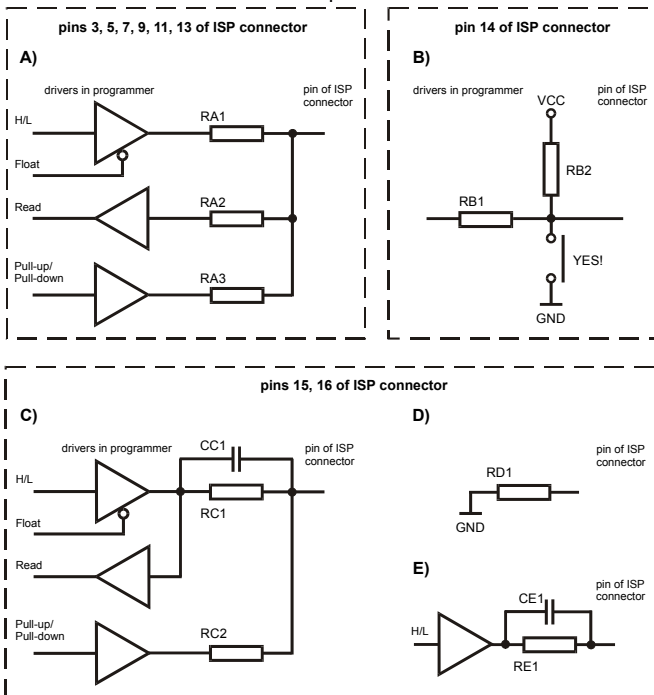 pins 3, 5, 7, 9, 11, 13 of ISP connector
A)
drivers in programmer
pin of ISP
connector
H/L
RA1
Float
Read
RA2
Pull-up/
Pull-down
RA3
pin 14 of ISP connector
B)
drivers in programmer
pin of ISP
connector
VCC
RB2
RB1
YES!
GND
pins 15, 16 of ISP connector
C)
drivers in programmer
CC1
pin of ISP
connector
H/L
RC1
Float
Read
Pull-up/
Pull-down
RC2
D)
pin of ISP
connector
RD1
GND
E)
pin of ISP
connector
CE1
H/L
RE1